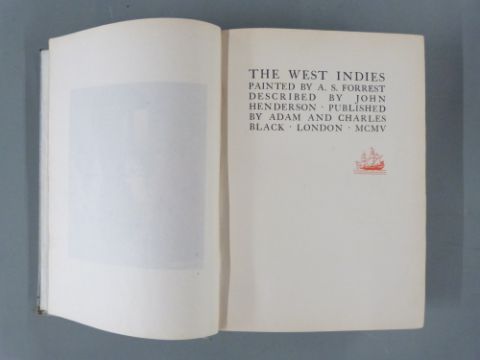 THE WEST INDIES
PAINTED BY A. S. FORREST
DESCRIBED BY JOHN
HENDERSON · PUBLISHED
BY ADAM AND CHARLES
BLACK · LONDON · MCMV